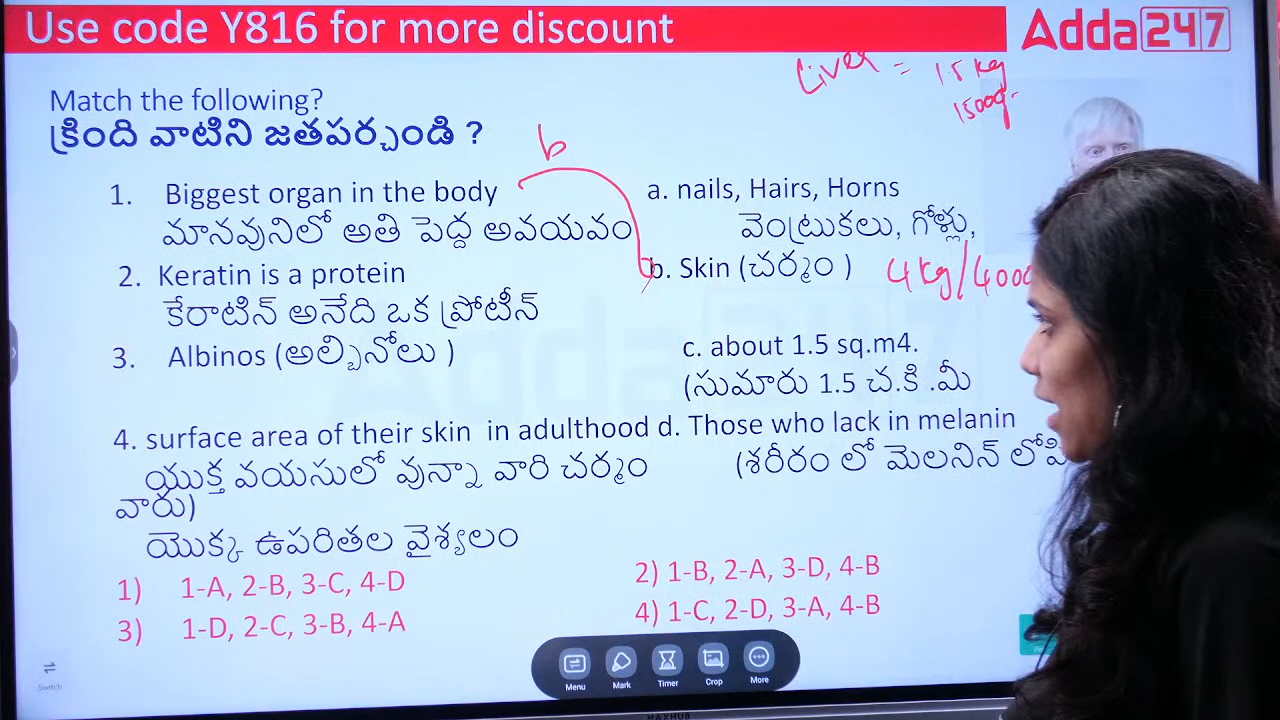 Use code Y816 for more discount
Adda247
Liver = 1.5 kg
1500g.
Match the following?
క్రింది వాటిని జతపర్చండి ?
b
1. Biggest organ in the body
a. nails, Hairs, Horns
మానవునిలో అతి పెద్ద అవయవం
వెంట్రుకలు, గోళ్లు,
2. Keratin is a protein
b. Skin (చర్మం )
4kg/4000
కేరాటిన్ అనేది ఒక ప్రోటీన్
3. Albinos (అల్బినోలు )
c. about 1.5 sq.m4.
(సుమారు 1.5 చ.కి .మీ
4. surface area of their skin in adulthood d. Those who lack in melanin
యుక్త వయసులో వున్నా వారి చర్మం
(శరీరం లో మెలనిన్
వారు)
యొక్క ఉపరితల వైశ్యలం
1) 1-A, 2-B, 3-C, 4-D
2) 1-B, 2-A, 3-D, 4-B
3) 1-D, 2-C, 3-B, 4-A
4) 1-C, 2-D, 3-A, 4-B
Switch
Menu
Mark
Timer
Crop
More
MAXHUB